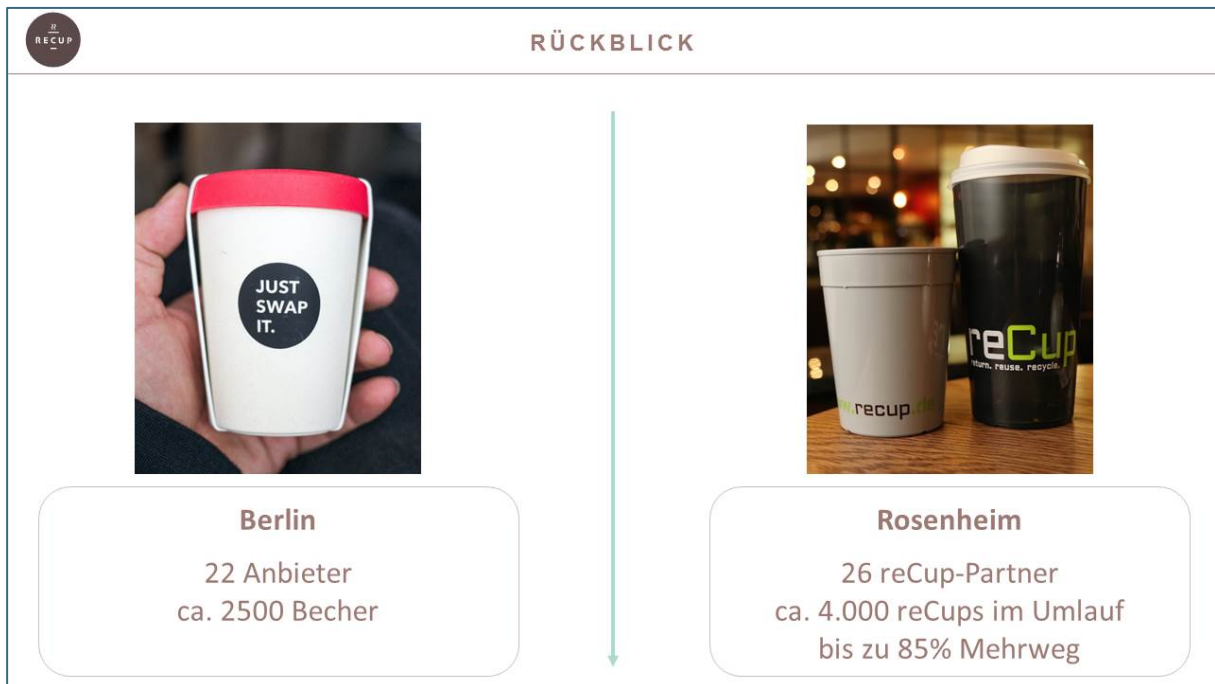 R
RECUP
RÜCKBLICK
JUST
SWAP
IT.
reCup
return. reuse. recycle.
w.recup.de
Berlin
22 Anbieter
ca. 2500 Becher
Rosenheim
26 reCup-Partner
ca. 4.000 reCups im Umlauf
bis zu 85% Mehrweg